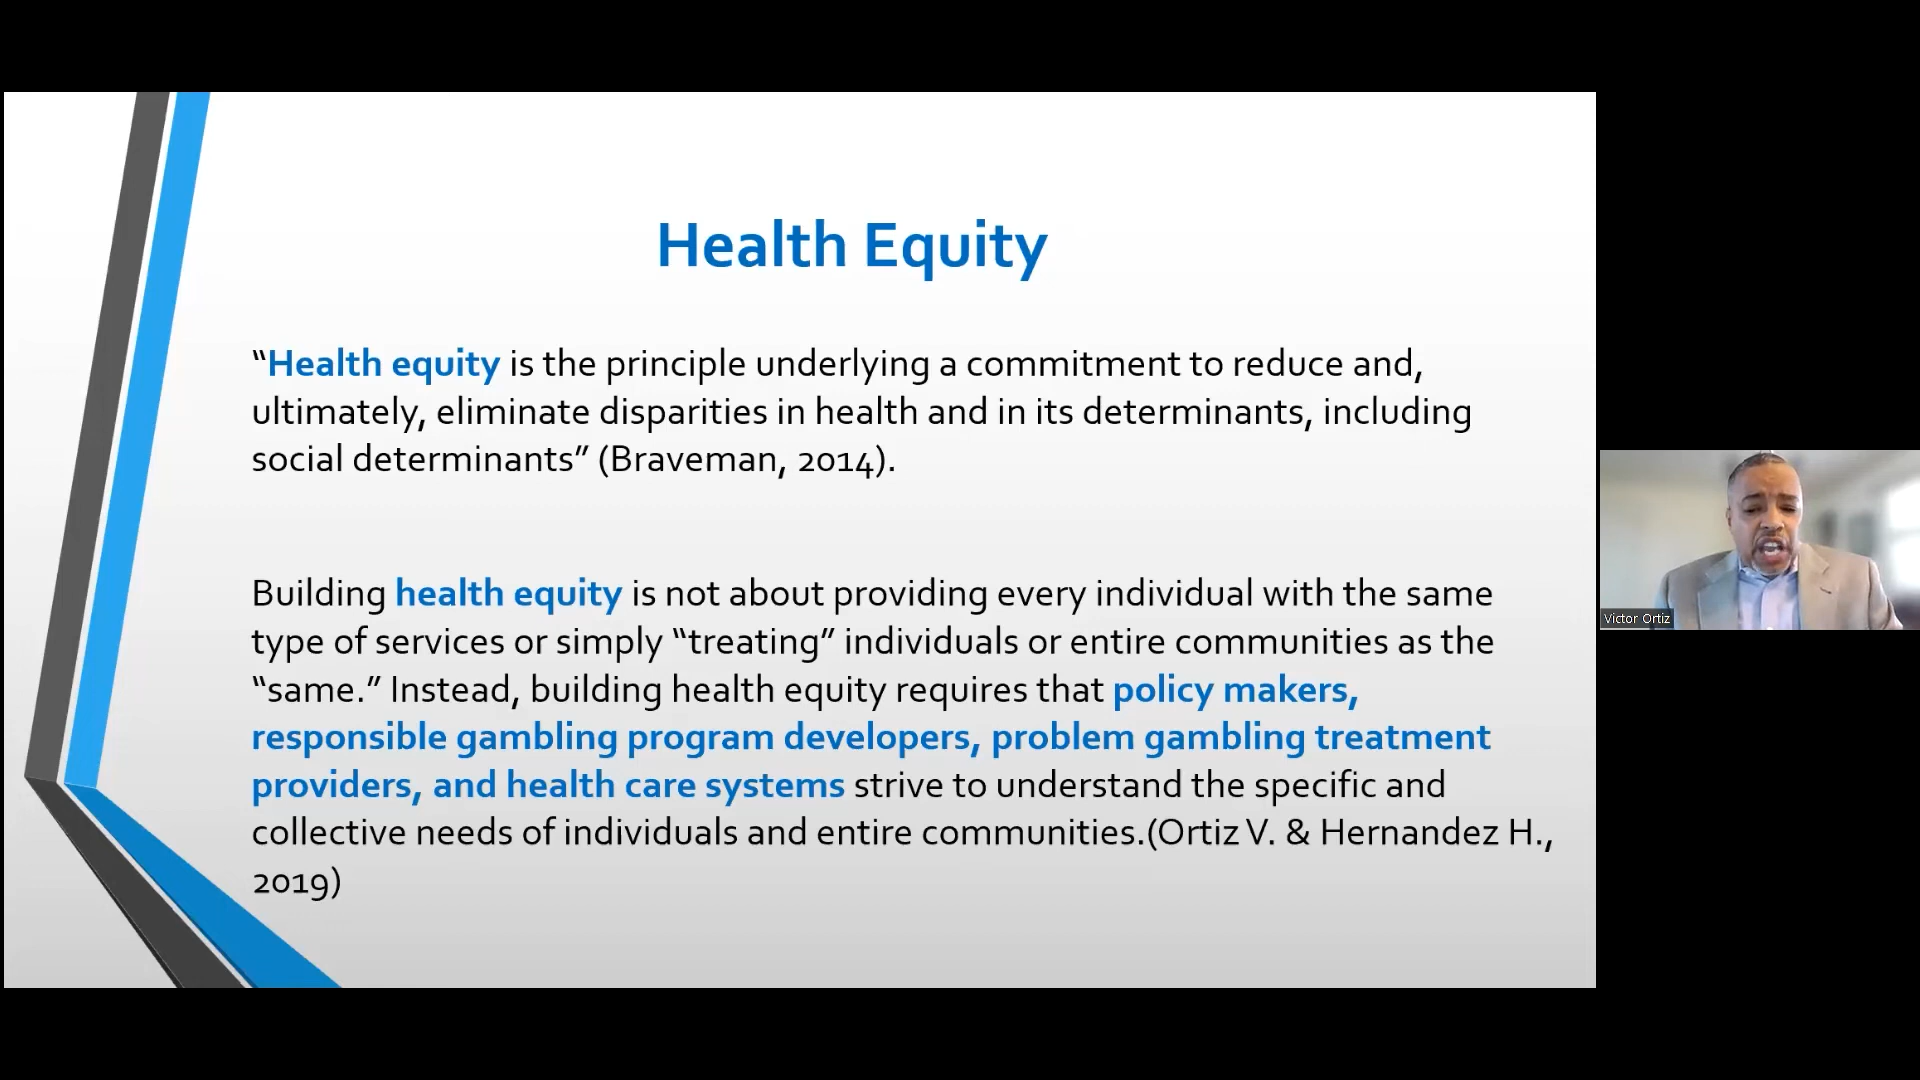 Health Equity
“Health equity is the principle underlying a commitment to reduce and,
ultimately, eliminate disparities in health and in its determinants, including
social determinants” (Braveman, 2014).
Building health equity is not about providing every individual with the same
type of services or simply “treating” individuals or entire communities as the
“same.” Instead, building health equity requires that policy makers,
responsible gambling program developers, problem gambling treatment
providers, and health care systems strive to understand the specific and
collective needs of individuals and entire communities.(Ortiz V. & Hernandez H.,
2019)
Victor Ortiz